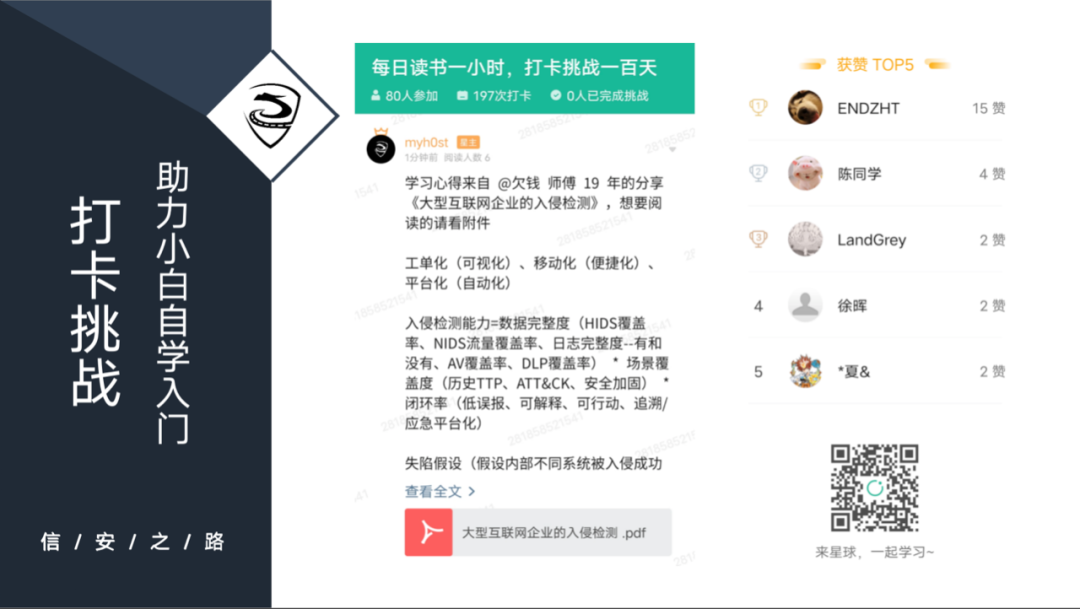 助力小白自学入门
打卡挑战
信 / 安 / 之 / 路
每日读书一小时，打卡挑战一百天
80人参加 197次打卡 0人已完成挑战
myh0st 星主
1分钟前 阅读人数 6
学习心得来自 @欠钱 师傅 19 年的分享
《大型互联网企业的入侵检测》，想要阅
读的请看附件
工单化（可视化）、移动化（便捷化）、
平台化（自动化）
入侵检测能力=数据完整度（HIDS覆盖
率、NIDS流量覆盖率、日志完整度--有和
没有、AV覆盖率、DLP覆盖率） * 场景覆
盖度（历史TTP、ATT&CK、安全加固） *
闭环率（低误报、可解释、可行动、追溯/
应急平台化）
失陷假设（假设内部不同系统被入侵成功
查看全文 >
大型互联网企业的入侵检测 .pdf
281658521541
获赞 TOP5
1 ENDZHT 15 赞
2 陈同学 4 赞
3 LandGrey 2 赞
4 徐晖 2 赞
5 *夏& 2 赞
来星球，一起学习~